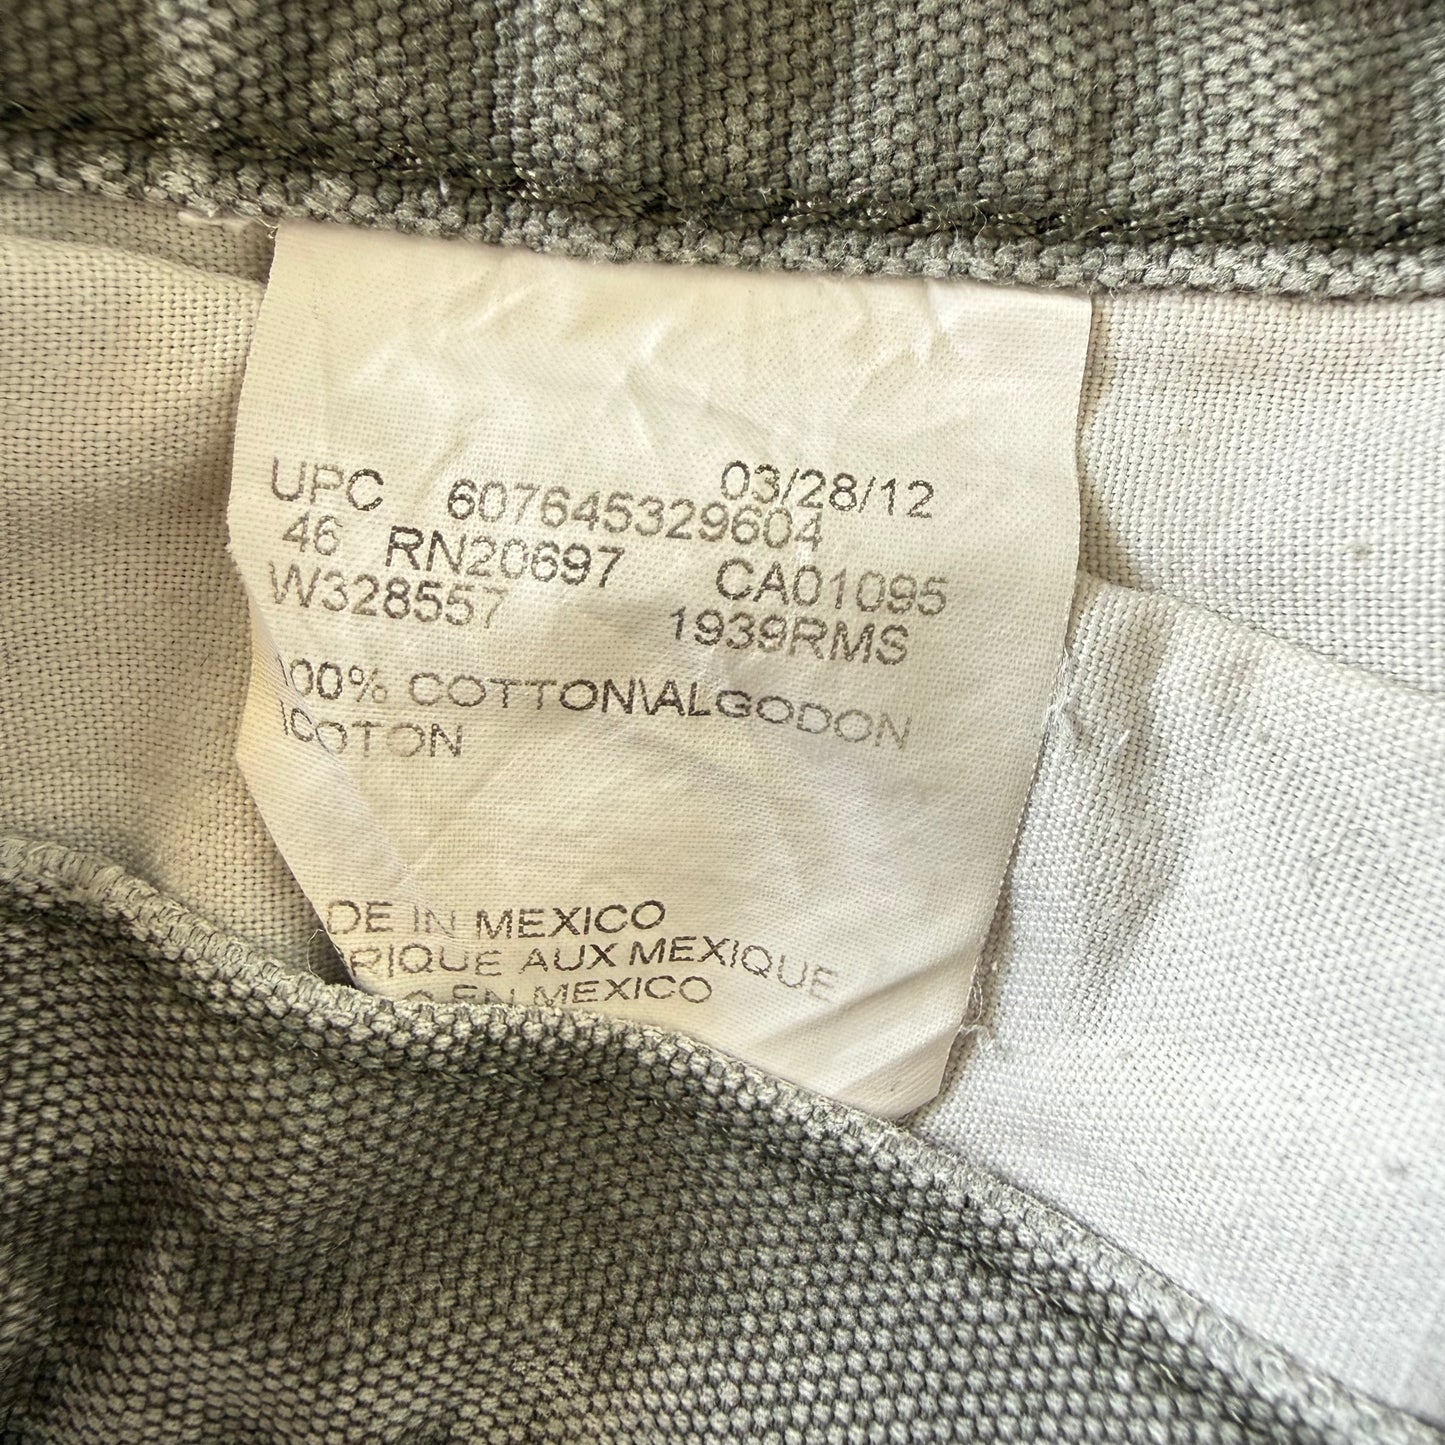 03/28/12
UPC 607645329604
46 RN20697 CA01095
W328557 1939RMS
100% COTTON\ALGODON
\COTON
DE IN MEXICO
RIQUE AUX MEXIQUE
O EN MEXICO